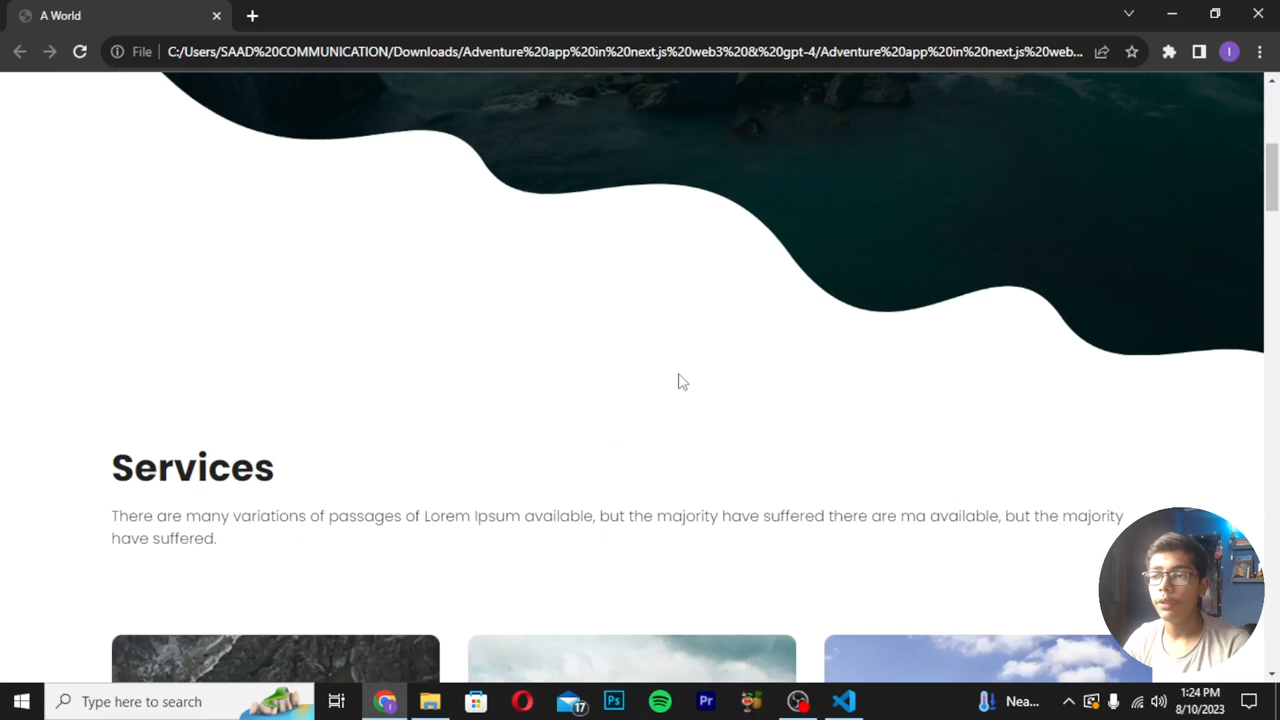 A World
File
C:/Users/SAAD%20COMMUNICATION/Downloads/Adventure%20app%20in%20next.js%20web3%20&%20gpt-4/Adventure%20app%20in%20next.js%20web...
I
Services
There are many variations of passages of Lorem Ipsum available, but the majority have suffered there are ma available, but the majority
have suffered.
Type here to search
17
Ps
Pr
Nea...
1:24 PM
8/10/2023